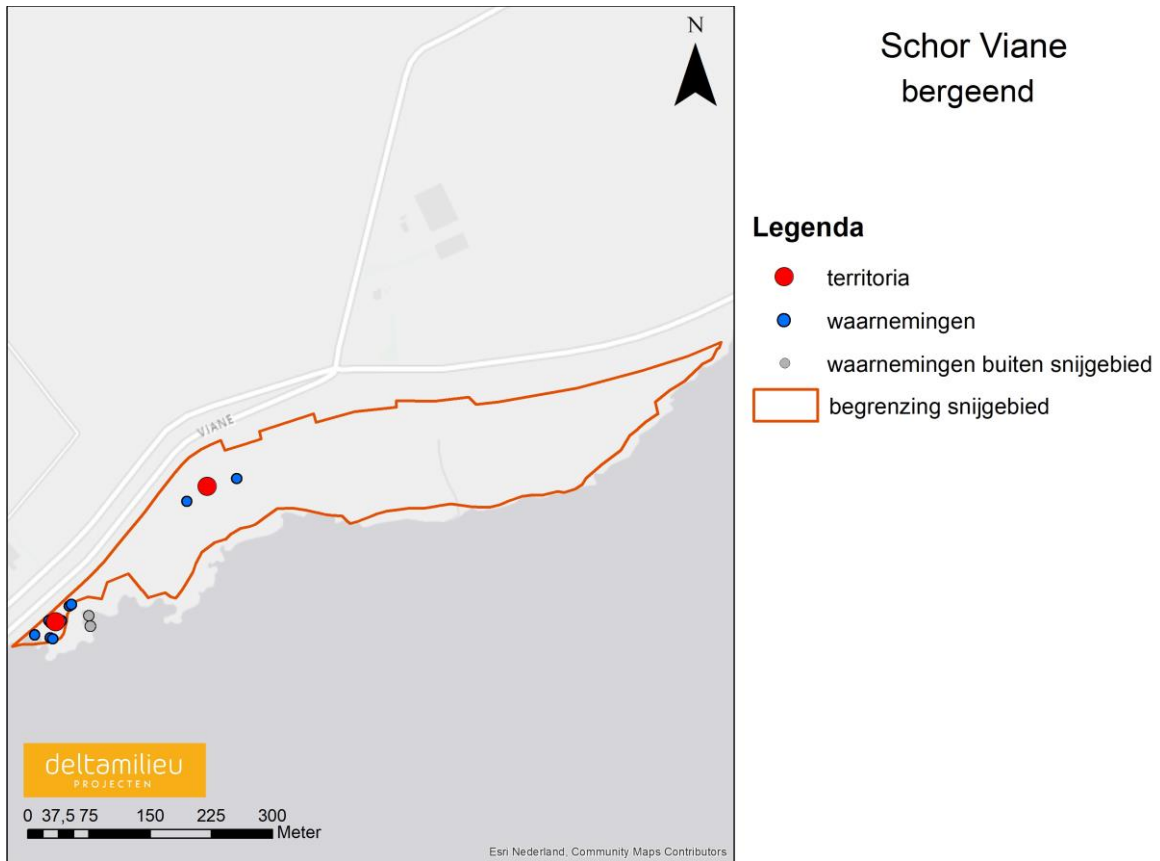 N
Schor Viane
bergeend
Legenda
territoria
waarnemingen
waarnemingen buiten snijgebied
begrenzing snijgebied
VIANE
deltamilieu
PROJECTEN
0 37,5 75 150 225 300
Meter
Esri Nederland, Community Maps Contributors